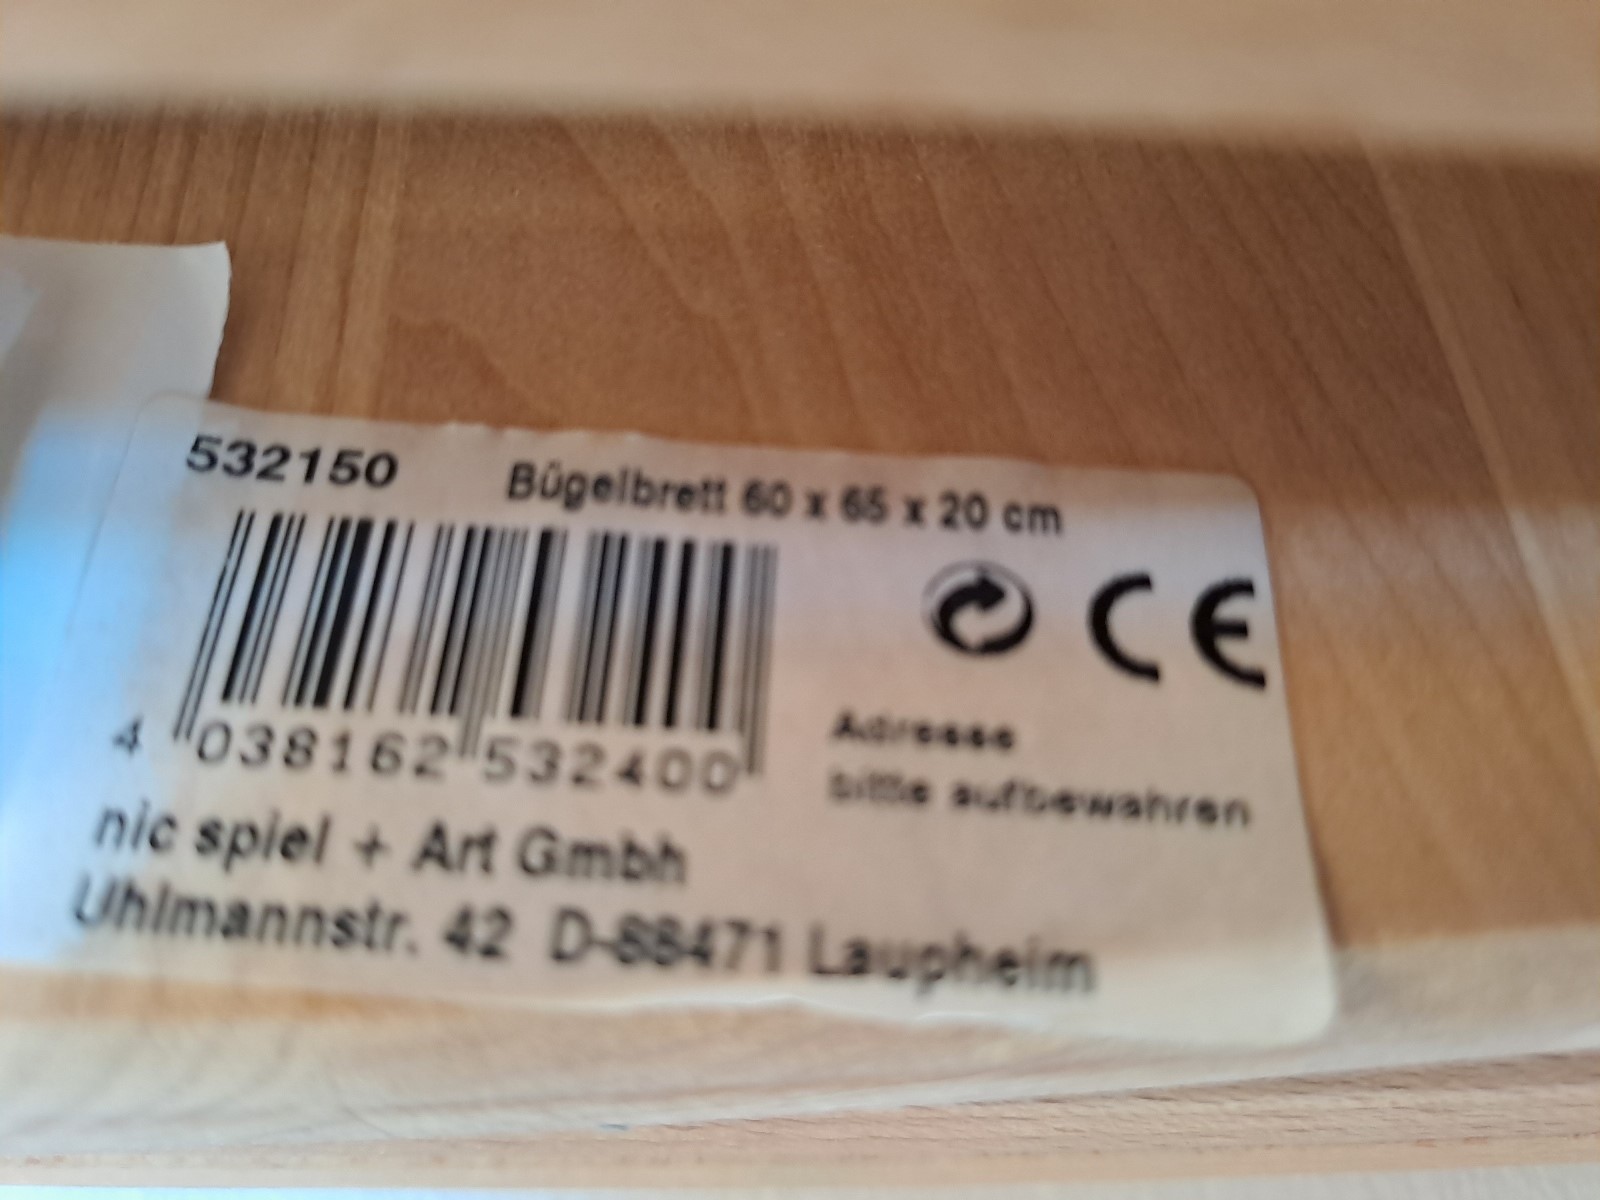 532150 Bügelbrett 60 x 65 x 20 cm
CE
4 038162 532400
Adresse
bitte aufbewahren
nic spiel + Art Gmbh
Uhlmannstr. 42 D-88471 Laupheim